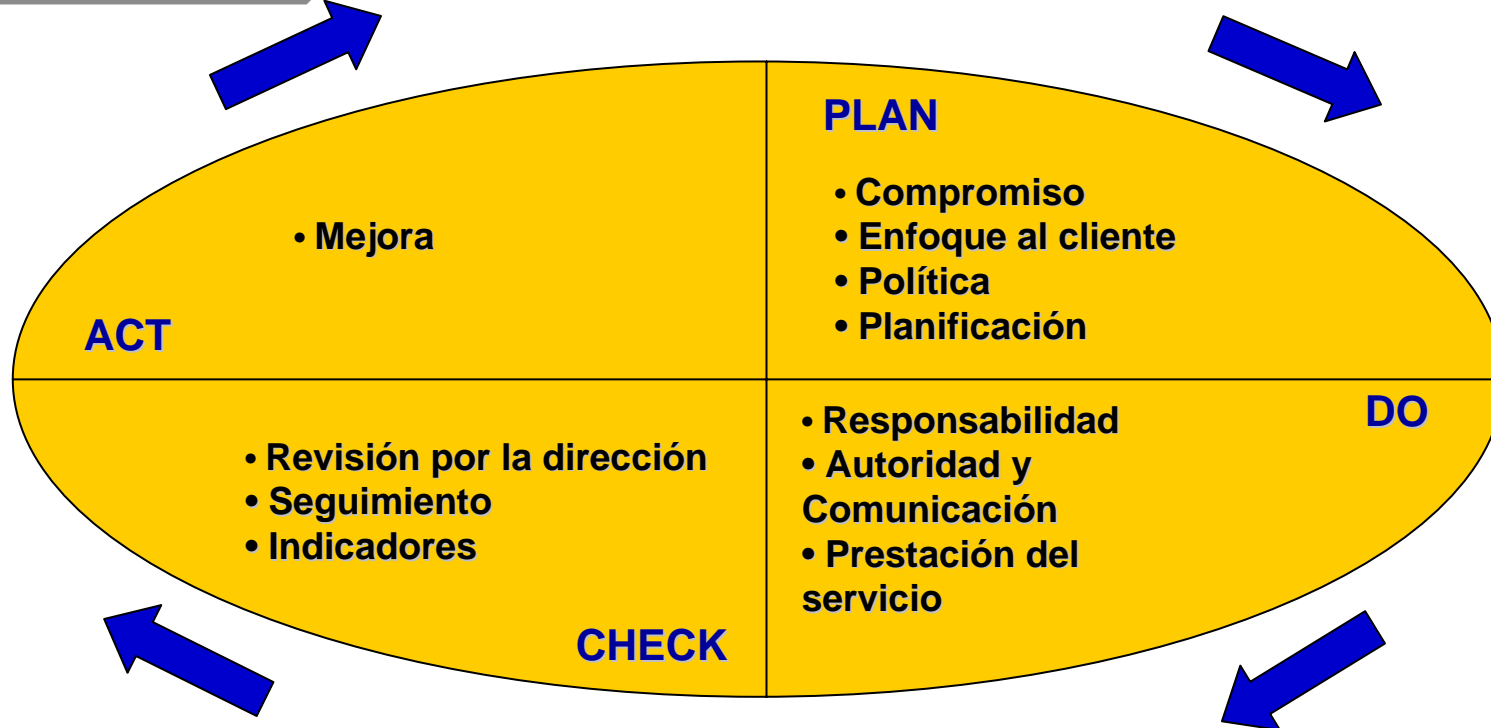 PLAN
• Compromiso
• Enfoque al cliente
• Política
• Planificación
DO
• Responsabilidad
• Autoridad y
Comunicación
• Prestación del
servicio
CHECK
• Revisión por la dirección
• Seguimiento
• Indicadores
ACT
• Mejora